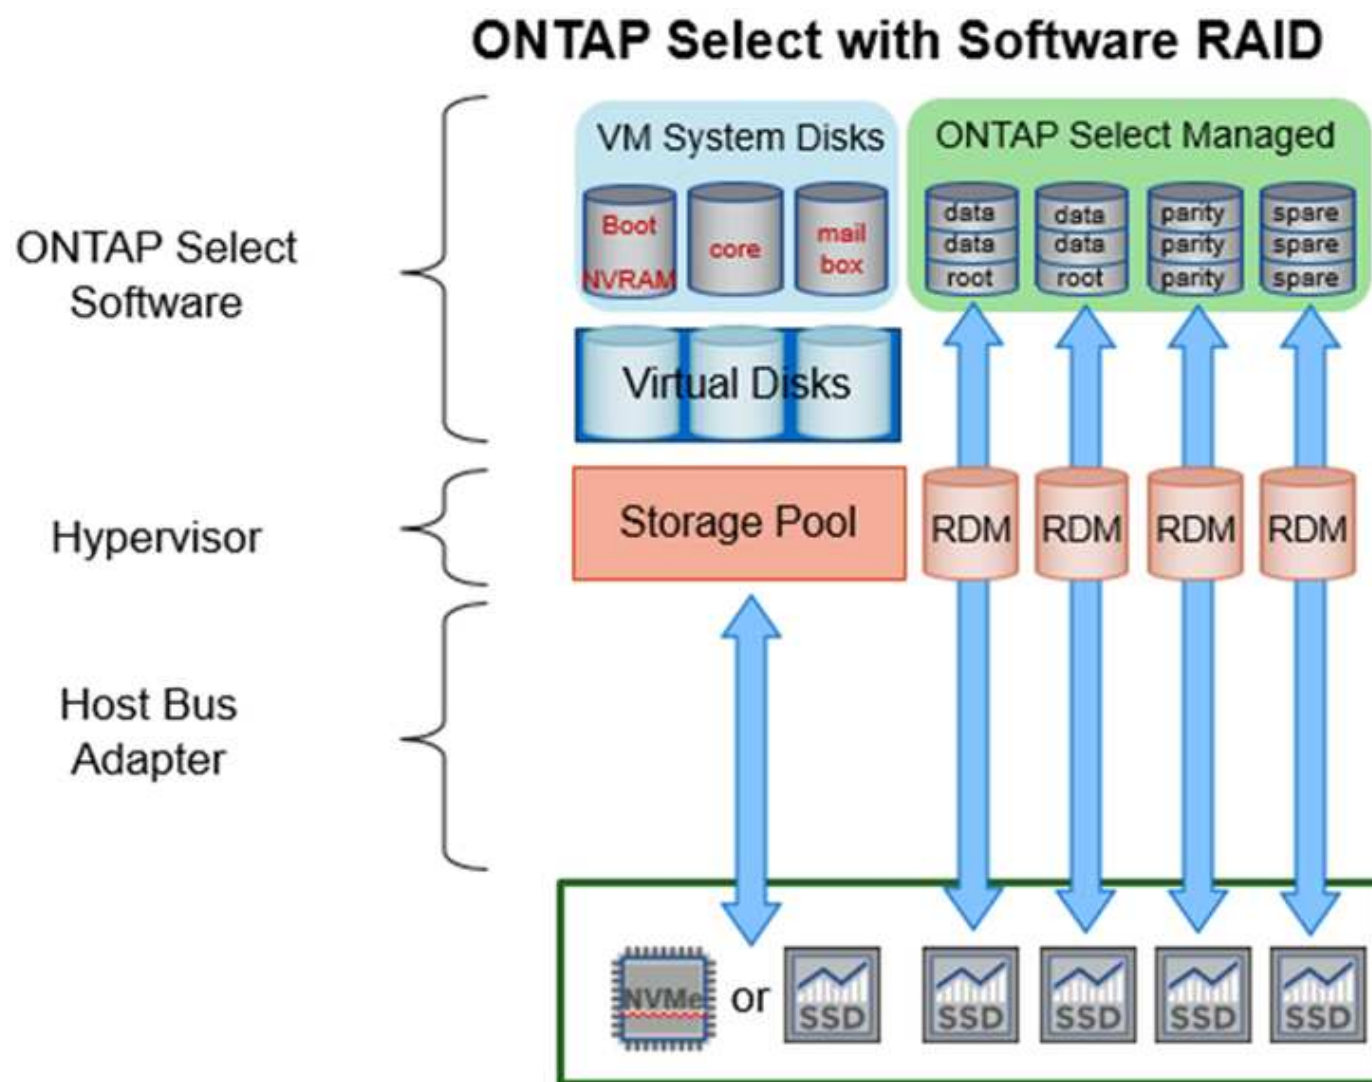 ONTAP Select with Software RAID
VM System Disks
ONTAP Select Managed
Boot
NVRAM
core
mail
box
data
data
root
data
data
root
parity
parity
parity
spare
spare
spare
ONTAP Select
Software
Virtual Disks
Hypervisor
Storage Pool
RDM
RDM
RDM
RDM
Host Bus
Adapter
NVMe
or
SSD
SSD
SSD
SSD
SSD